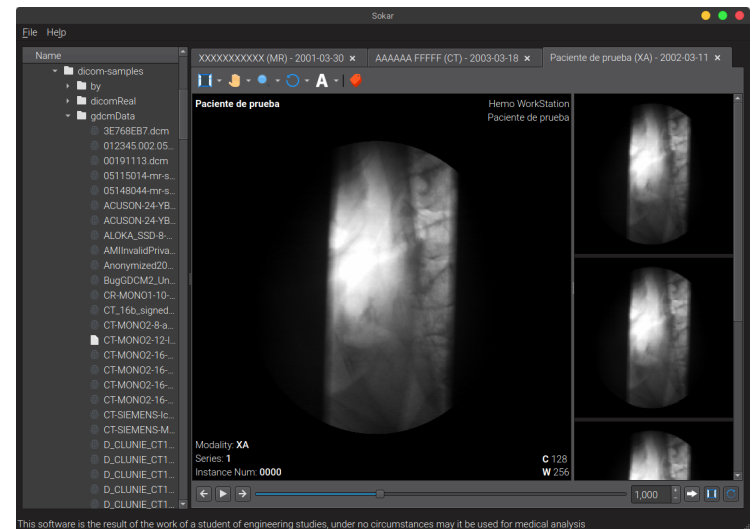 Sokar
File Help
Name
dicom-samples
by
dicomReal
gdcmData
3E768EB7.dcm
012345.002.05...
00191113.dcm
05115014-mr-s...
05148044-mr-s...
ACUSON-24-YB...
ACUSON-24-YB...
ALOKA_SSD-8-...
AMIInvalidPriva...
Anonymized20...
BugGDCM2_Un...
CR-MONO1-10-...
CT_16b_signed...
CT-MONO2-8-a...
CT-MONO2-12-l...
CT-MONO2-16-...
CT-MONO2-16-...
CT-MONO2-16-...
CT-MONO2-16-...
CT-SIEMENS-Ic...
CT-SIEMENS-M...
D_CLUNIE_CT1...
D_CLUNIE_CT1...
D_CLUNIE_CT1...
D_CLUNIE_CT1...
D_CLUNIE_CT1...
XXXXXXXXXXX (MR) - 2001-03-30 ×
AAAAAA FFFFF (CT) - 2003-03-18 ×
Paciente de prueba (XA) - 2002-03-11 ×
A
Paciente de prueba
Hemo WorkStation
Paciente de prueba
Modality: XA
Series: 1
Instance Num: 0000
C 128
W 256
1,000
This software is the result of the work of a student of engineering studies, under no circumstances may it be used for medical analysis